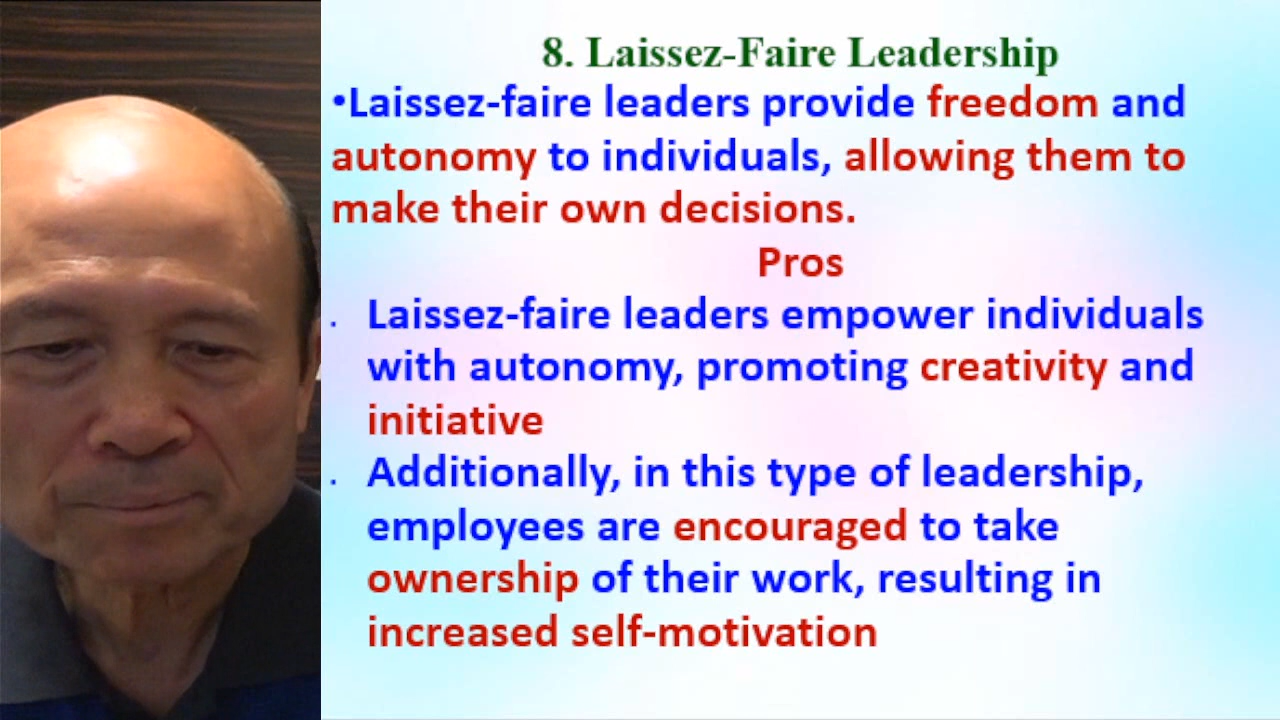 8. Laissez-Faire Leadership
•Laissez-faire leaders provide freedom and
autonomy to individuals, allowing them to
make their own decisions.
Pros
. Laissez-faire leaders empower individuals
with autonomy, promoting creativity and
initiative
. Additionally, in this type of leadership,
employees are encouraged to take
ownership of their work, resulting in
increased self-motivation